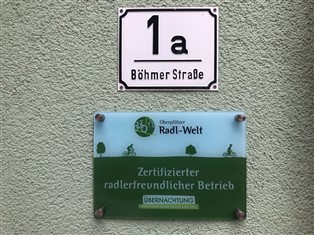 1a
Böhmer Straße
Oberpfälzer
Radl-Welt
Zertifizierter
radlerfreundlicher Betrieb
ÜBERNACHTUNG